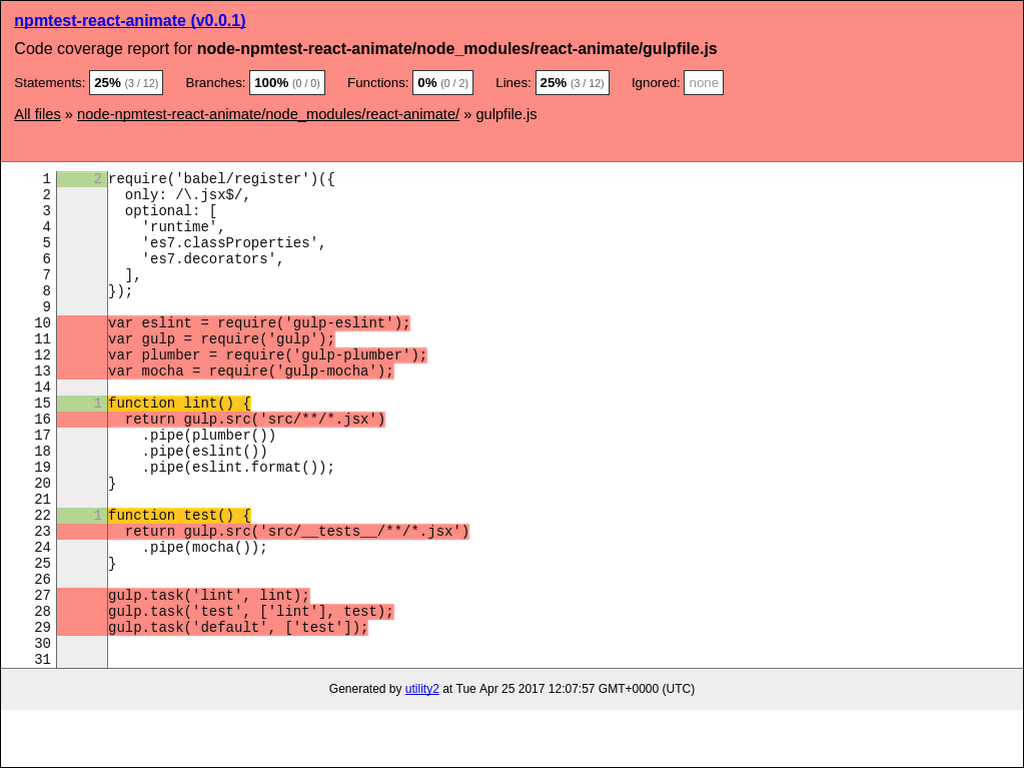 npmtest-react-animate (v0.0.1)
Code coverage report for node-npmtest-react-animate/node_modules/react-animate/gulpfile.js
Statements: 25% (3 / 12) Branches: 100% (0 / 0) Functions: 0% (0 / 2) Lines: 25% (3 / 12) Ignored: none
All files » node-npmtest-react-animate/node_modules/react-animate/ » gulpfile.js
1 2 require('babel/register')({
2   only: /\.jsx$/,
3   optional: [
4     'runtime',
5     'es7.classProperties',
6     'es7.decorators',
7   ],
8 });
9
10 var eslint = require('gulp-eslint');
11 var gulp = require('gulp');
12 var plumber = require('gulp-plumber');
13 var mocha = require('gulp-mocha');
14
15 1 function lint() {
16   return gulp.src('src/**/*.jsx')
17     .pipe(plumber())
18     .pipe(eslint())
19     .pipe(eslint.format());
20 }
21
22 1 function test() {
23   return gulp.src('src/__tests__/**/*.jsx')
24     .pipe(mocha());
25 }
26
27 gulp.task('lint', lint);
28 gulp.task('test', ['lint'], test);
29 gulp.task('default', ['test']);
30
31
Generated by utility2 at Tue Apr 25 2017 12:07:57 GMT+0000 (UTC)